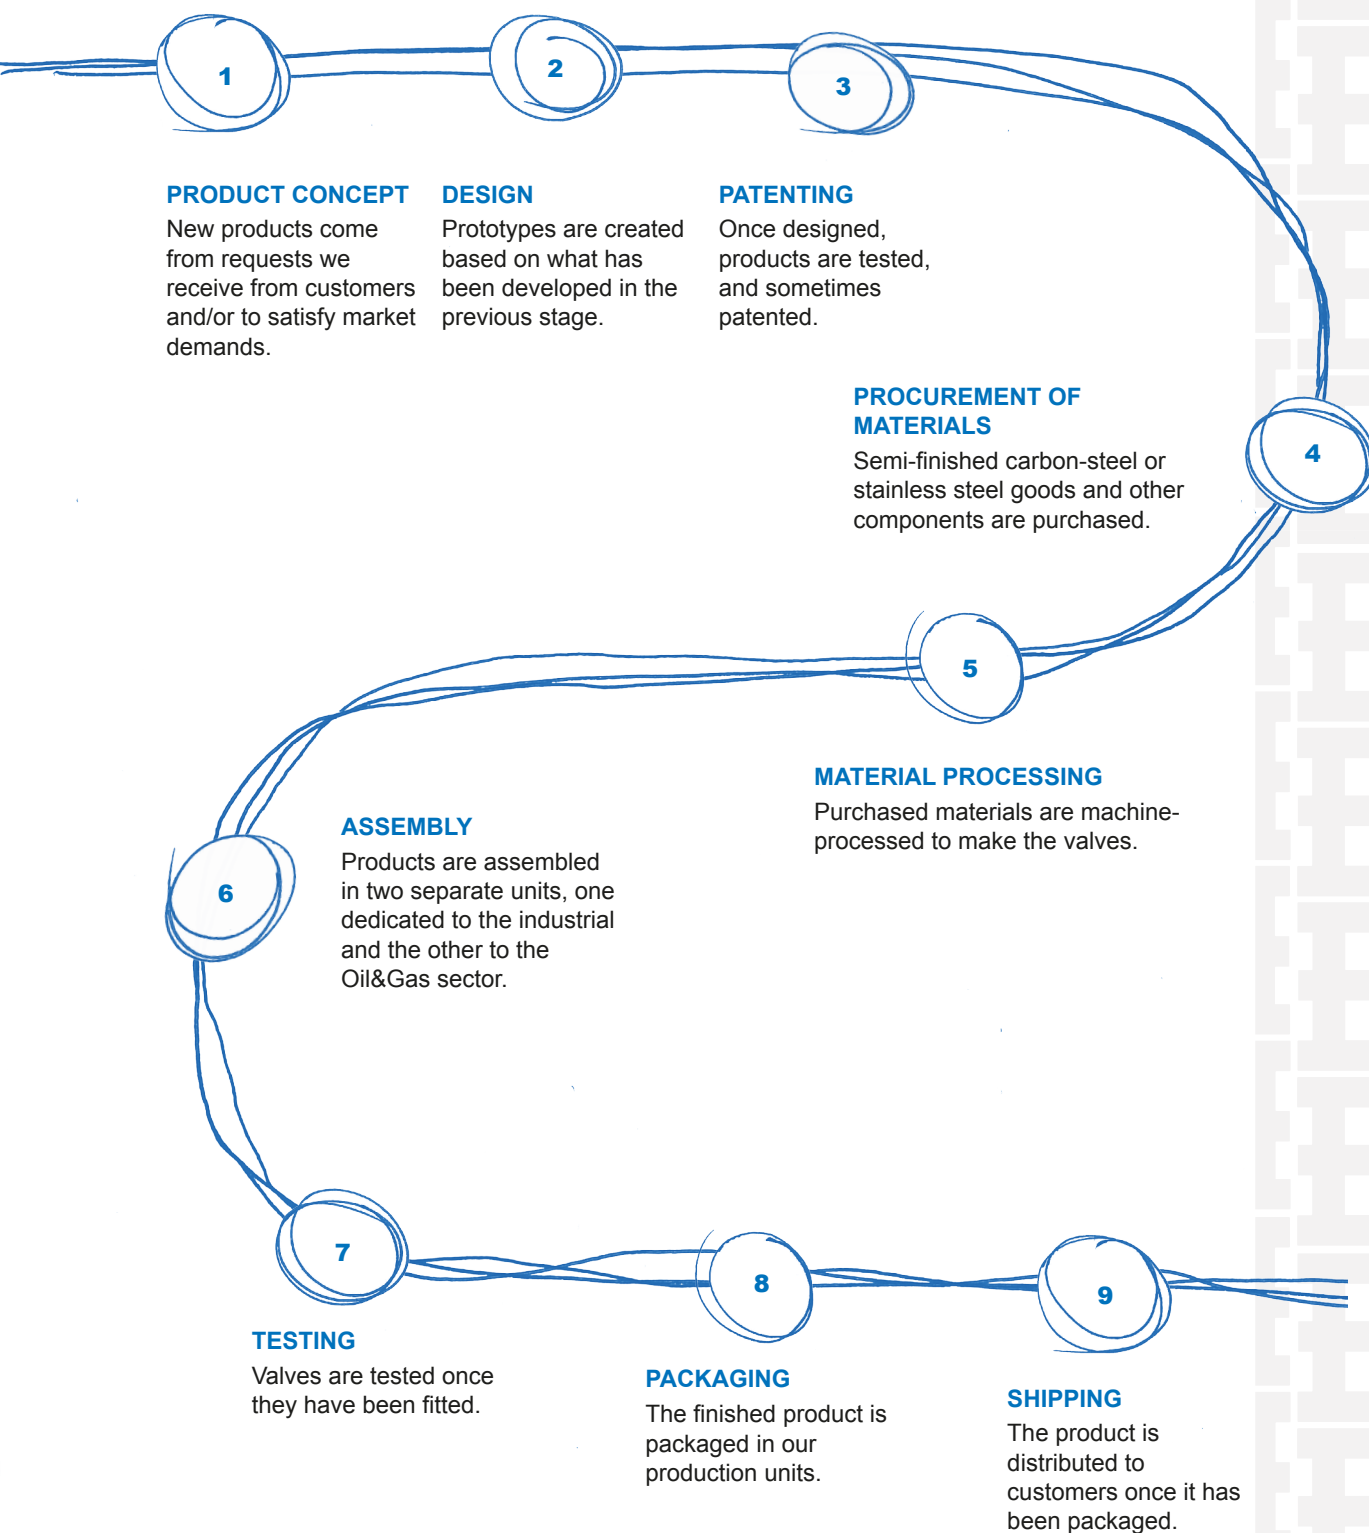 1
PRODUCT CONCEPT
New products come
from requests we
receive from customers
and/or to satisfy market
demands.
2
DESIGN
Prototypes are created
based on what has
been developed in the
previous stage.
3
PATENTING
Once designed,
products are tested,
and sometimes
patented.
4
PROCUREMENT OF
MATERIALS
Semi-finished carbon-steel or
stainless steel goods and other
components are purchased.
5
MATERIAL PROCESSING
Purchased materials are machine-
processed to make the valves.
6
ASSEMBLY
Products are assembled
in two separate units, one
dedicated to the industrial
and the other to the
Oil&Gas sector.
7
TESTING
Valves are tested once
they have been fitted.
8
PACKAGING
The finished product is
packaged in our
production units.
9
SHIPPING
The product is
distributed to
customers once it has
been packaged.